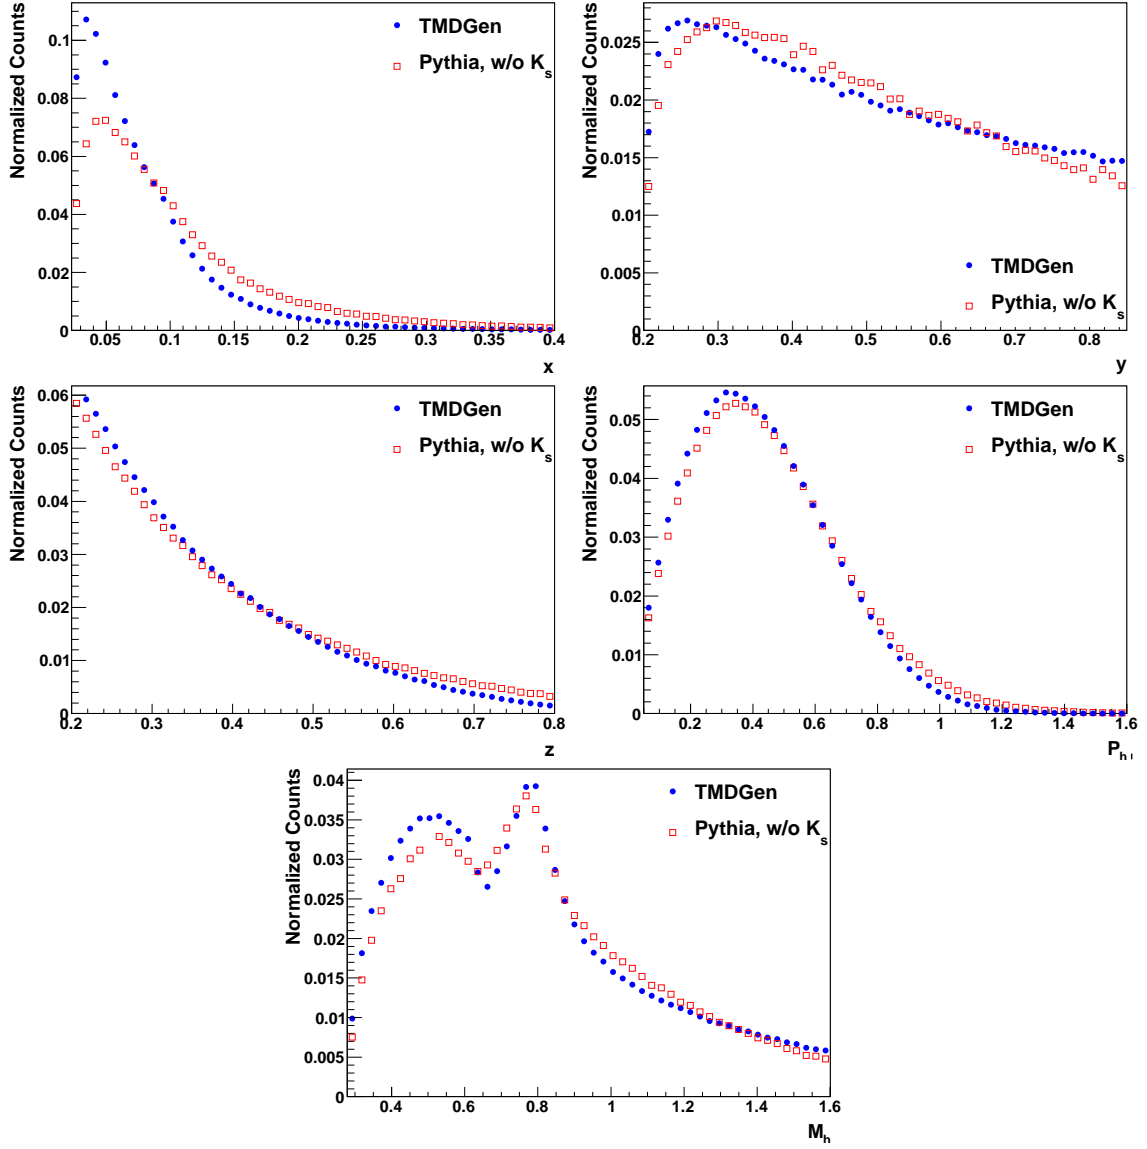 Normalized Counts
0.1
0.08
0.06
0.04
0.02
0
TMDGen
Pythia, w/o Ks
0.05 0.1 0.15 0.2 0.25 0.3 0.35 0.4
x
Normalized Counts
0.025
0.02
0.015
0.01
0.005
0
TMDGen
Pythia, w/o Ks
0.2 0.3 0.4 0.5 0.6 0.7 0.8
y
Normalized Counts
0.06
0.05
0.04
0.03
0.02
0.01
0
TMDGen
Pythia, w/o Ks
0.2 0.3 0.4 0.5 0.6 0.7 0.8
z
Normalized Counts
0.05
0.04
0.03
0.02
0.01
0
TMDGen
Pythia, w/o Ks
0.2 0.4 0.6 0.8 1 1.2 1.4 1.6
Ph⊥
Normalized Counts
0.04
0.035
0.03
0.025
0.02
0.015
0.01
0.005
0
TMDGen
Pythia, w/o Ks
0.4 0.6 0.8 1 1.2 1.4 1.6
Mh